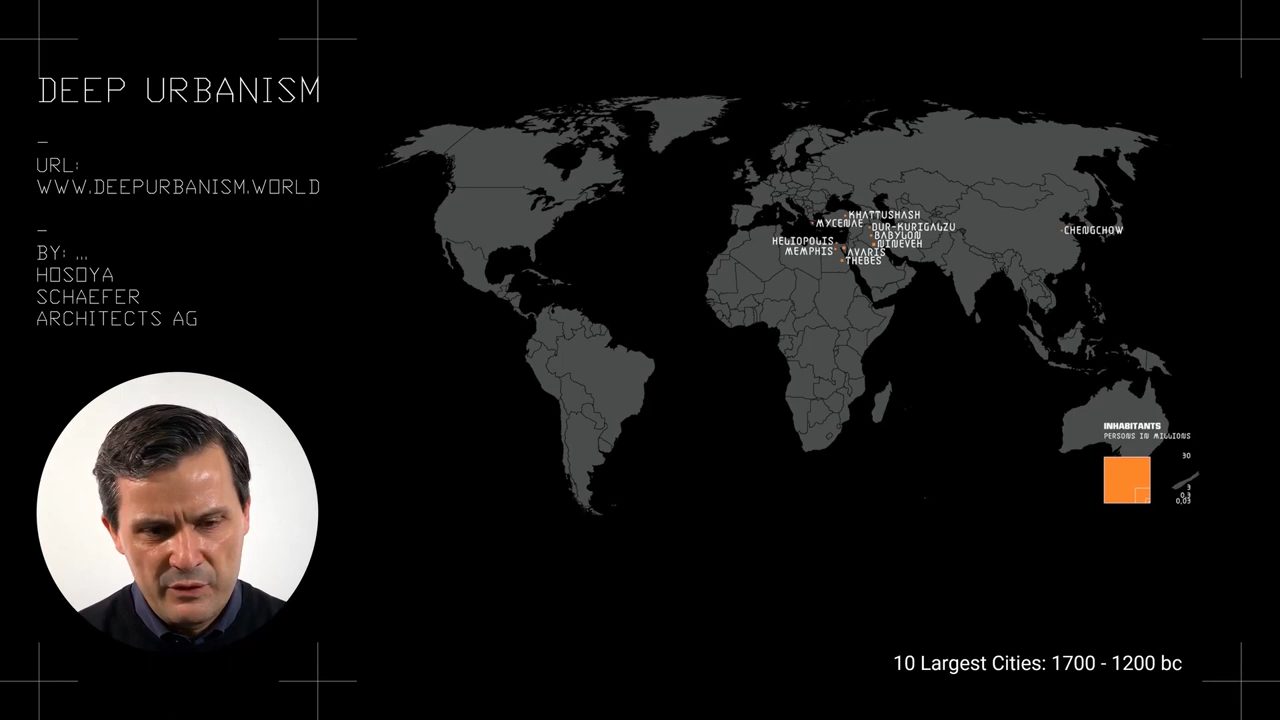 DEEP URBANISM
–
URL:
WWW.DEEPURBANISM.WORLD
–
BY: ...
HOSOYA
SCHAEFER
ARCHITECTS AG
KHATTUSHASH
MYCENAE
DUR-KURIGALZU
BABYLON
NINEVEH
HELIOPOLIS
MEMPHIS
AVARIS
THEBES
CHENGCHOW
INHABITANTS
PERSONS IN MILLIONS
30
3
0,3
0,03
10 Largest Cities: 1700 - 1200 bc